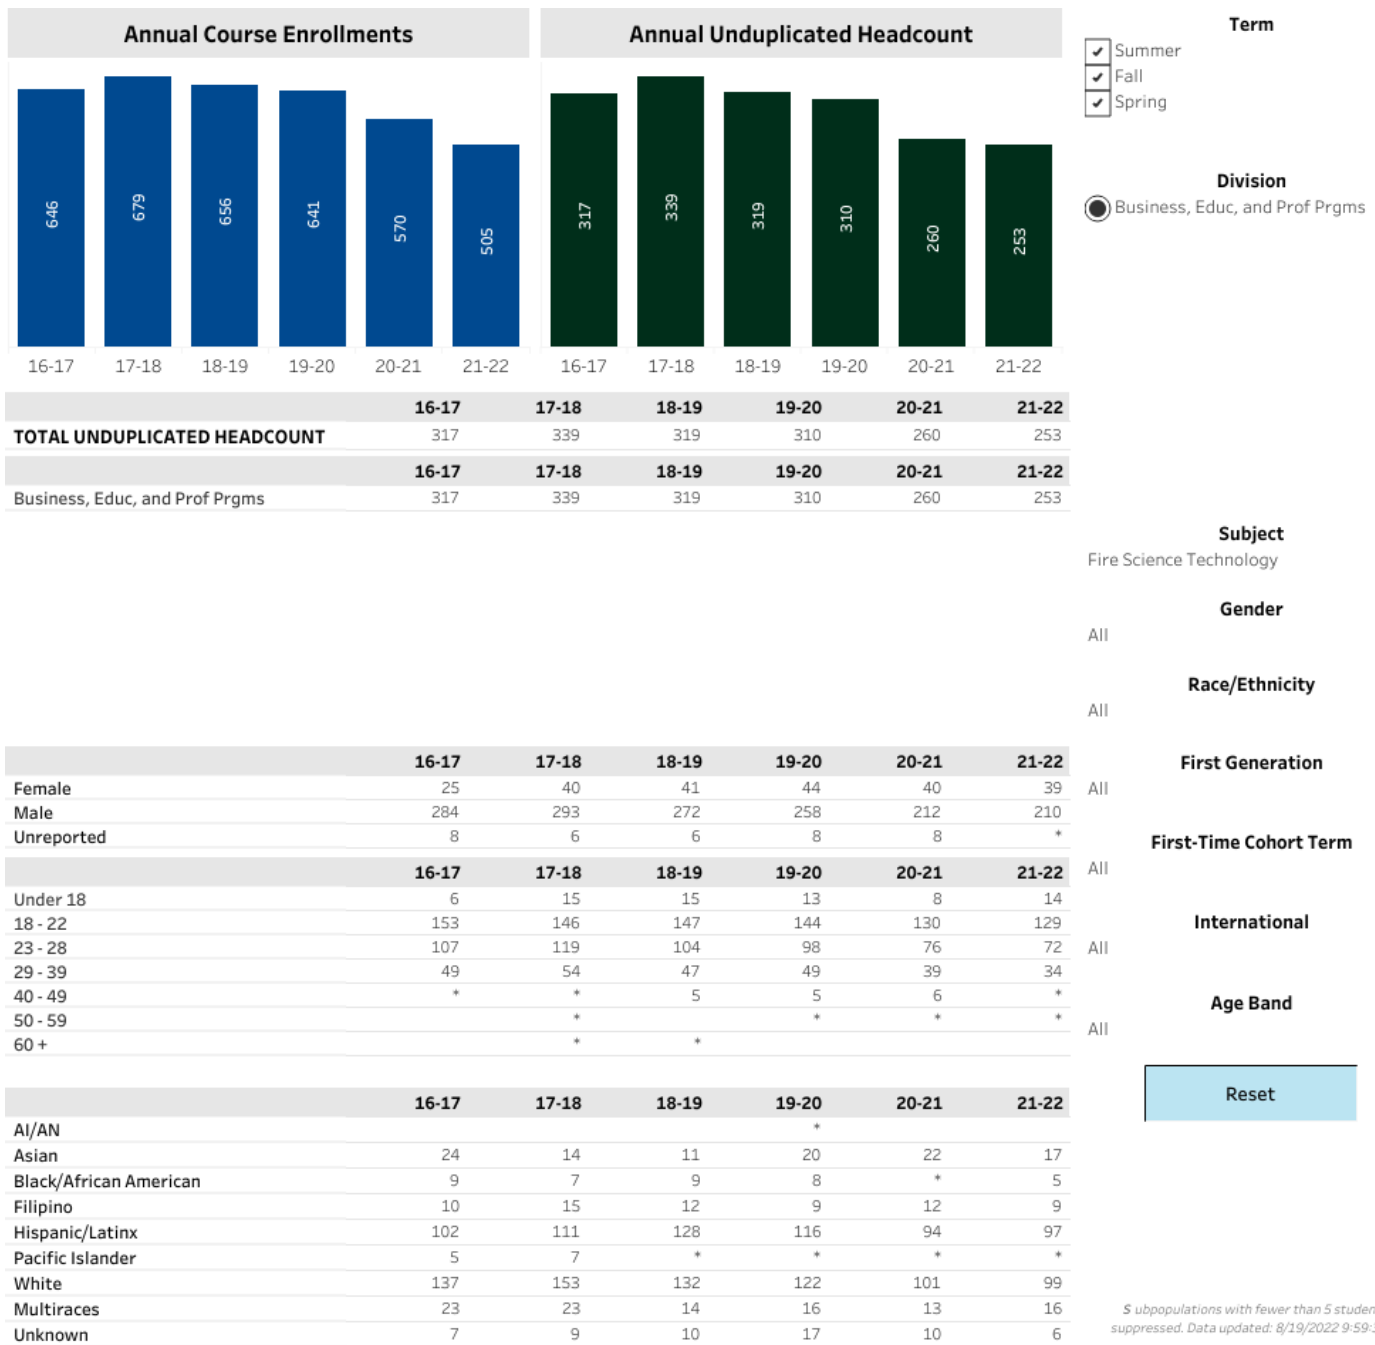 Annual Course Enrollments
646 679 656 641 570 505
16-17 17-18 18-19 19-20 20-21 21-22
Annual Unduplicated Headcount
317 339 319 310 260 253
16-17 17-18 18-19 19-20 20-21 21-22
Term
✔ Summer
✔ Fall
✔ Spring
Division
Business, Educ, and Prof Prgms
16-17 17-18 18-19 19-20 20-21 21-22
TOTAL UNDUPLICATED HEADCOUNT 317 339 319 310 260 253
16-17 17-18 18-19 19-20 20-21 21-22
Business, Educ, and Prof Prgms 317 339 319 310 260 253
Subject
Fire Science Technology
Gender
All
Race/Ethnicity
All
First Generation
All
First-Time Cohort Term
All
International
All
Age Band
All
Reset
16-17 17-18 18-19 19-20 20-21 21-22
Female 25 40 41 44 40 39
Male 284 293 272 258 212 210
Unreported 8 6 6 8 8 *
16-17 17-18 18-19 19-20 20-21 21-22
Under 18 6 15 15 13 8 14
18 - 22 153 146 147 144 130 129
23 - 28 107 119 104 98 76 72
29 - 39 49 54 47 49 39 34
40 - 49 * * 5 5 6 *
50 - 59 * * * *
60 + * *
16-17 17-18 18-19 19-20 20-21 21-22
AI/AN *
Asian 24 14 11 20 22 17
Black/African American 9 7 9 8 * 5
Filipino 10 15 12 9 12 9
Hispanic/Latinx 102 111 128 116 94 97
Pacific Islander 5 7 * * * *
White 137 153 132 122 101 99
Multiraces 23 23 14 16 13 16
Unknown 7 9 10 17 10 6
S ubpopulations with fewer than 5 studen
suppressed. Data updated: 8/19/2022 9:59: